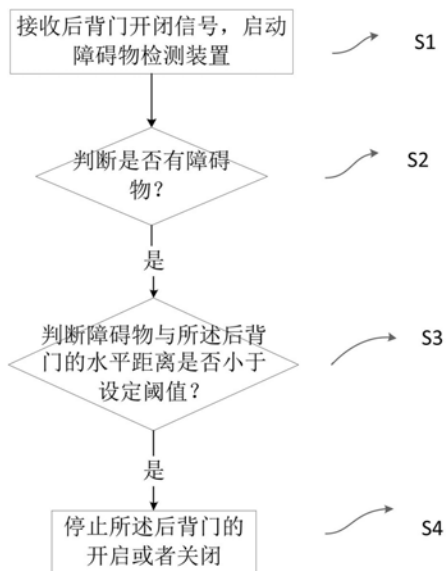 接收后背门开闭信号，启动
障碍物检测装置
S1
判断是否有障碍
物？
S2
是
判断障碍物与所述后背
门的水平距离是否小于
设定阈值？
S3
是
停止所述后背门的
开启或者关闭
S4